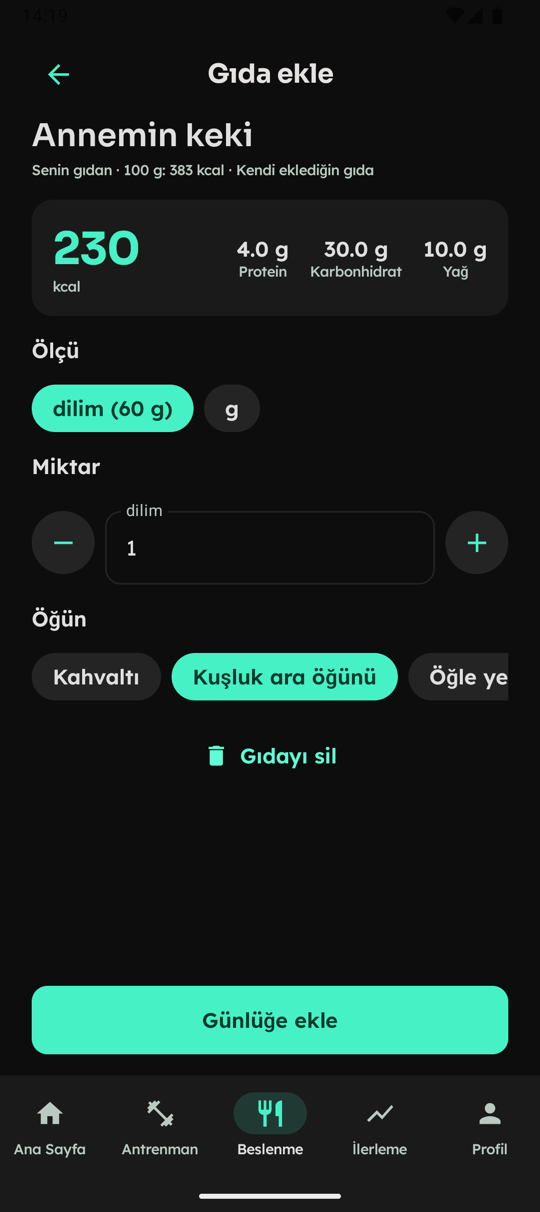 14:19
Gıda ekle
Annemin keki
Senin gıdan · 100 g: 383 kcal · Kendi eklediğin gıda
230
kcal
4.0 g
Protein
30.0 g
Karbonhidrat
10.0 g
Yağ
Ölçü
dilim (60 g)
g
Miktar
dilim
1
Öğün
Kahvaltı
Kuşluk ara öğünü
Öğle ye
Gıdayı sil
Günlüğe ekle
Ana Sayfa
Antrenman
Beslenme
İlerleme
Profil